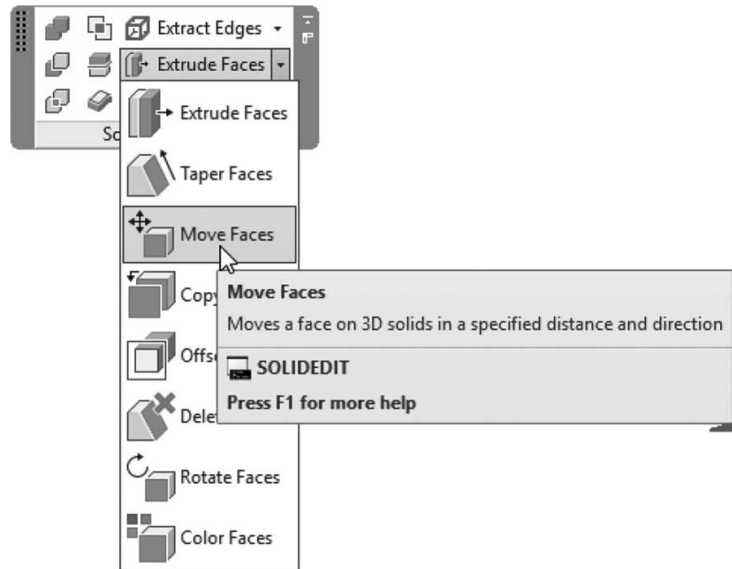 Extract Edges
Extrude Faces
Extrude Faces
Taper Faces
Move Faces
Move Faces
Moves a face on 3D solids in a specified distance and direction
SOLIDEDIT
Press F1 for more help
Rotate Faces
Color Faces